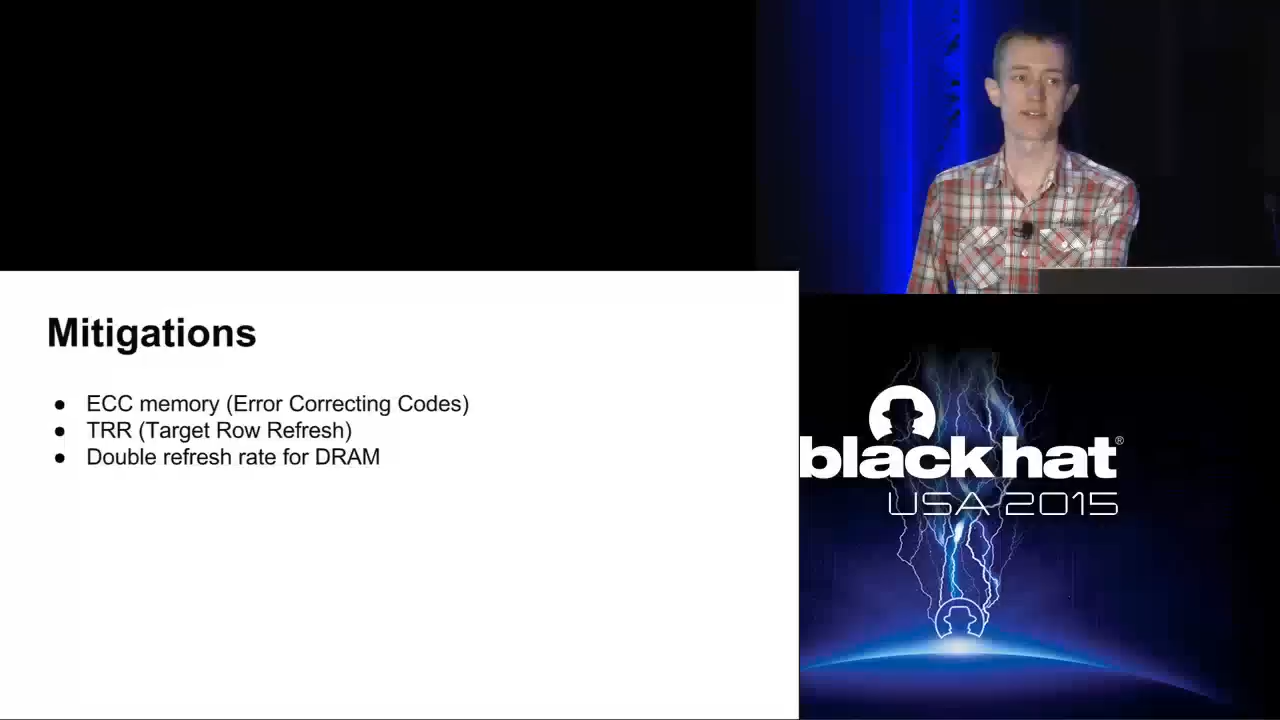 Mitigations
● ECC memory (Error Correcting Codes)
● TRR (Target Row Refresh)
● Double refresh rate for DRAM
black hat®
USA 2015